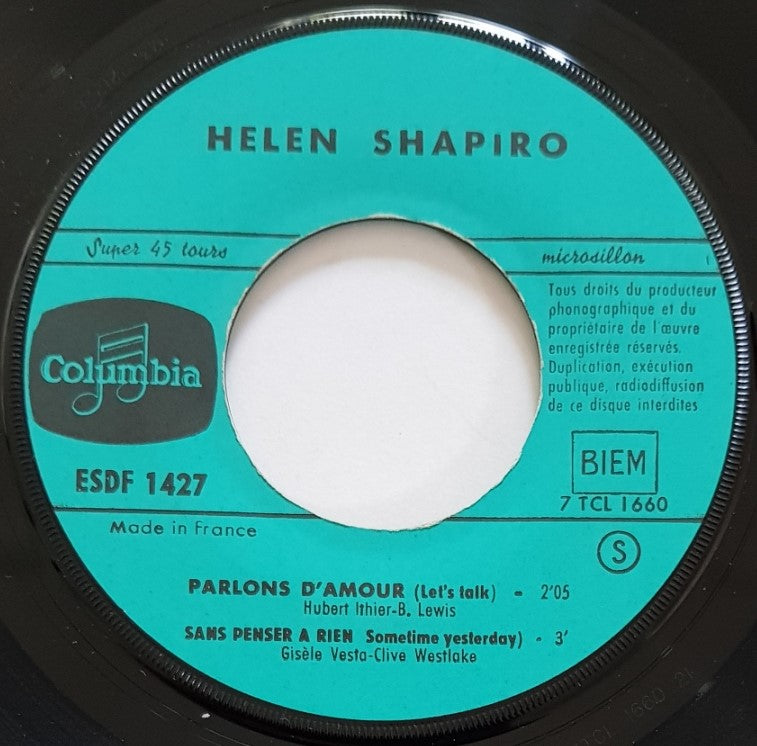 HELEN SHAPIRO
Super 45 tours
microsillon
Tous droits du producteur
phonographique et du
propriétaire de l'œuvre
enregistrée réservés.
Duplication, exécution
publique, radiodiffusion
de ce disque interdites
Columbia
ESDF 1427
BIEM
7 TCL 1660
Made in France
S
PARLONS D'AMOUR (Let's talk) - 2'05
Hubert Ithier-B. Lewis
SANS PENSER A RIEN Sometime yesterday) - 3'
Gisèle Vesta-Clive Westlake